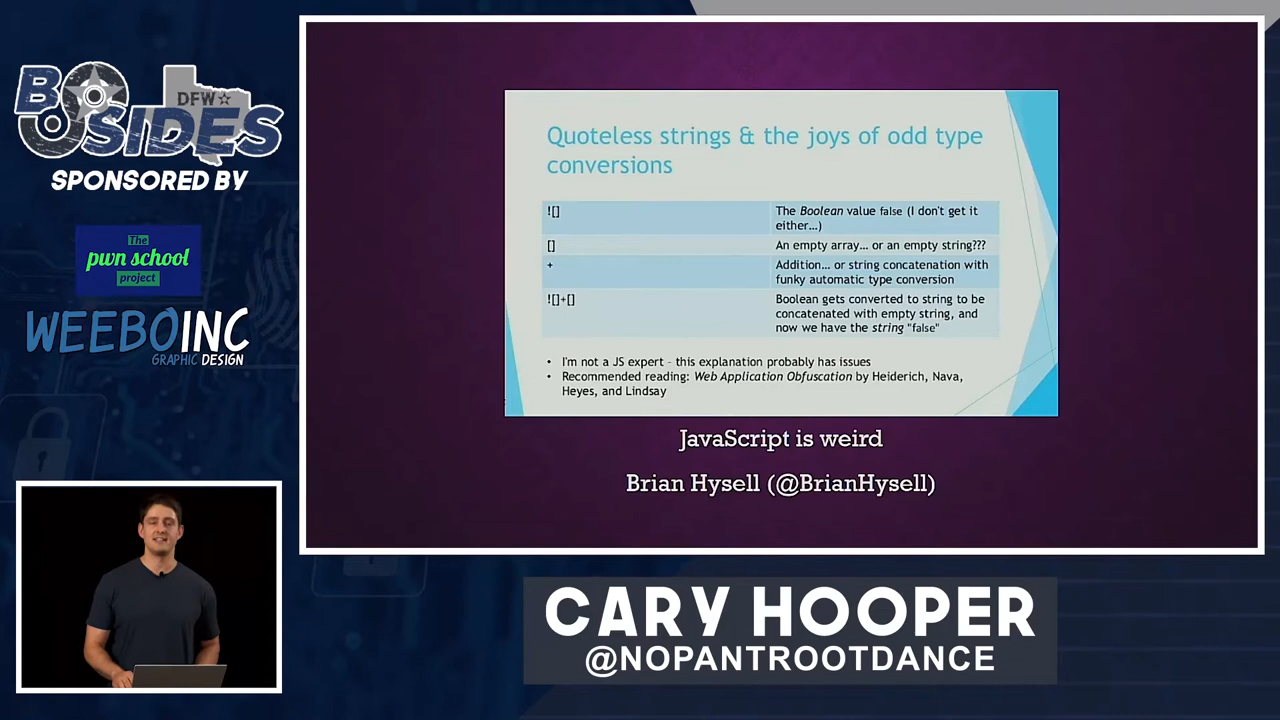 BSIDES
DFW
SPONSORED BY
The
pwn school
project
WEEBOINC
GRAPHIC DESIGN
Quoteless strings & the joys of odd type
conversions
![]
The Boolean value false (I don't get it
either...)
[]
An empty array... or an empty string???
+
Addition... or string concatenation with
funky automatic type conversion
![]+[]
Boolean gets converted to string to be
concatenated with empty string, and
now we have the string "false"
• I'm not a JS expert – this explanation probably has issues
• Recommended reading: Web Application Obfuscation by Heiderich, Nava,
Heyes, and Lindsay
JavaScript is weird
Brian Hysell (@BrianHysell)
CARY HOOPER
@NOPANTROOTDANCE